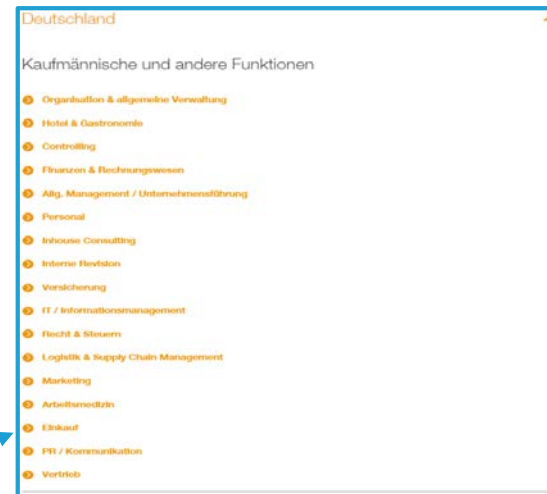 Deutschland
Kaufmännische und andere Funktionen
Organisation & allgemeine Verwaltung
Hotel & Gastronomie
Controlling
Finanzen & Rechnungswesen
Allg. Management / Unternehmensführung
Personal
Inhouse Consulting
Interne Revision
Versicherung
IT / Informationsmanagement
Recht & Steuern
Logistik & Supply Chain Management
Marketing
Arbeitsmedizin
Einkauf
PR / Kommunikation
Vertrieb